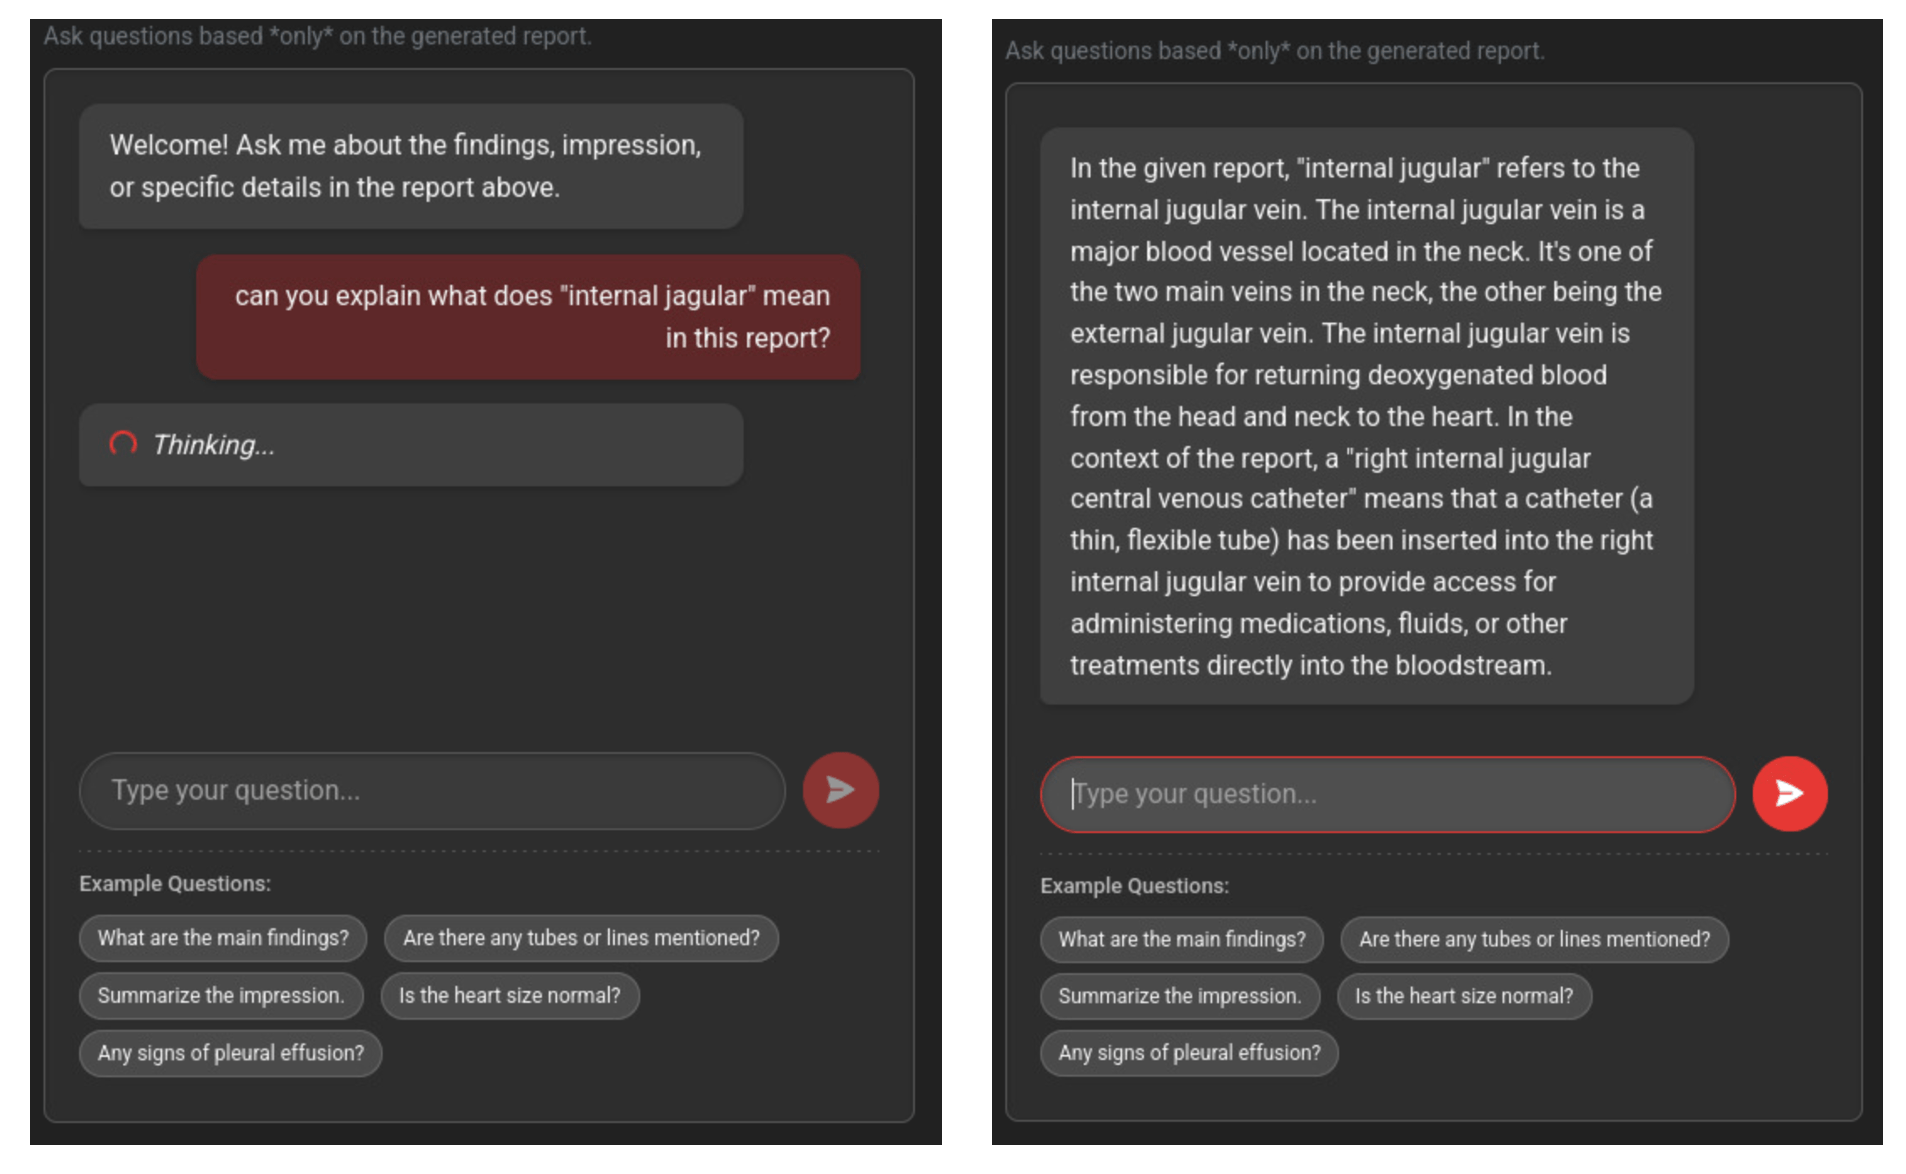 Ask questions based *only* on the generated report.
Welcome! Ask me about the findings, impression,
or specific details in the report above.
can you explain what does "internal jagular" mean
in this report?
Thinking...
Type your question...
Example Questions:
What are the main findings?
Are there any tubes or lines mentioned?
Summarize the impression.
Is the heart size normal?
Any signs of pleural effusion?
Ask questions based *only* on the generated report.
In the given report, "internal jugular" refers to the
internal jugular vein. The internal jugular vein is a
major blood vessel located in the neck. It's one of
the two main veins in the neck, the other being the
external jugular vein. The internal jugular vein is
responsible for returning deoxygenated blood
from the head and neck to the heart. In the
context of the report, a "right internal jugular
central venous catheter" means that a catheter (a
thin, flexible tube) has been inserted into the right
internal jugular vein to provide access for
administering medications, fluids, or other
treatments directly into the bloodstream.
Type your question...
Example Questions:
What are the main findings?
Are there any tubes or lines mentioned?
Summarize the impression.
Is the heart size normal?
Any signs of pleural effusion?